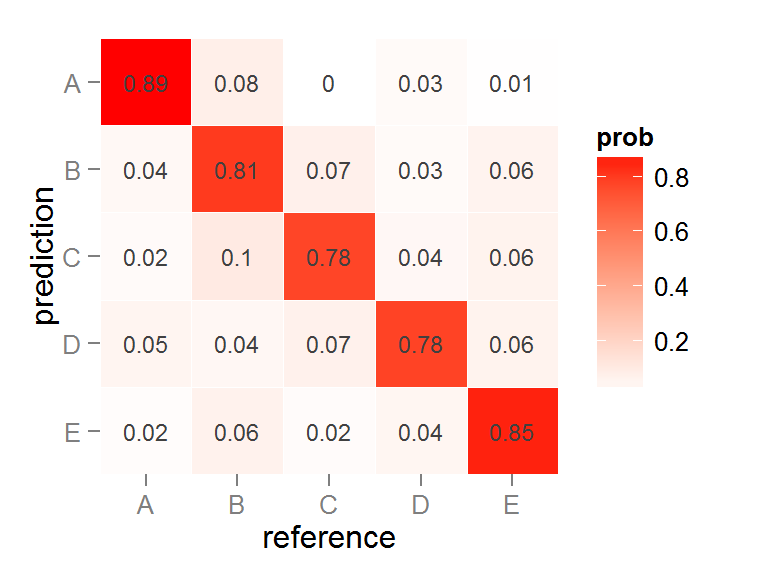 A 0.89 0.08 0 0.03 0.01
B 0.04 0.81 0.07 0.03 0.06
C 0.02 0.1 0.78 0.04 0.06
D 0.05 0.04 0.07 0.78 0.06
E 0.02 0.06 0.02 0.04 0.85
A B C D E
reference
prediction
prob
0.8
0.6
0.4
0.2